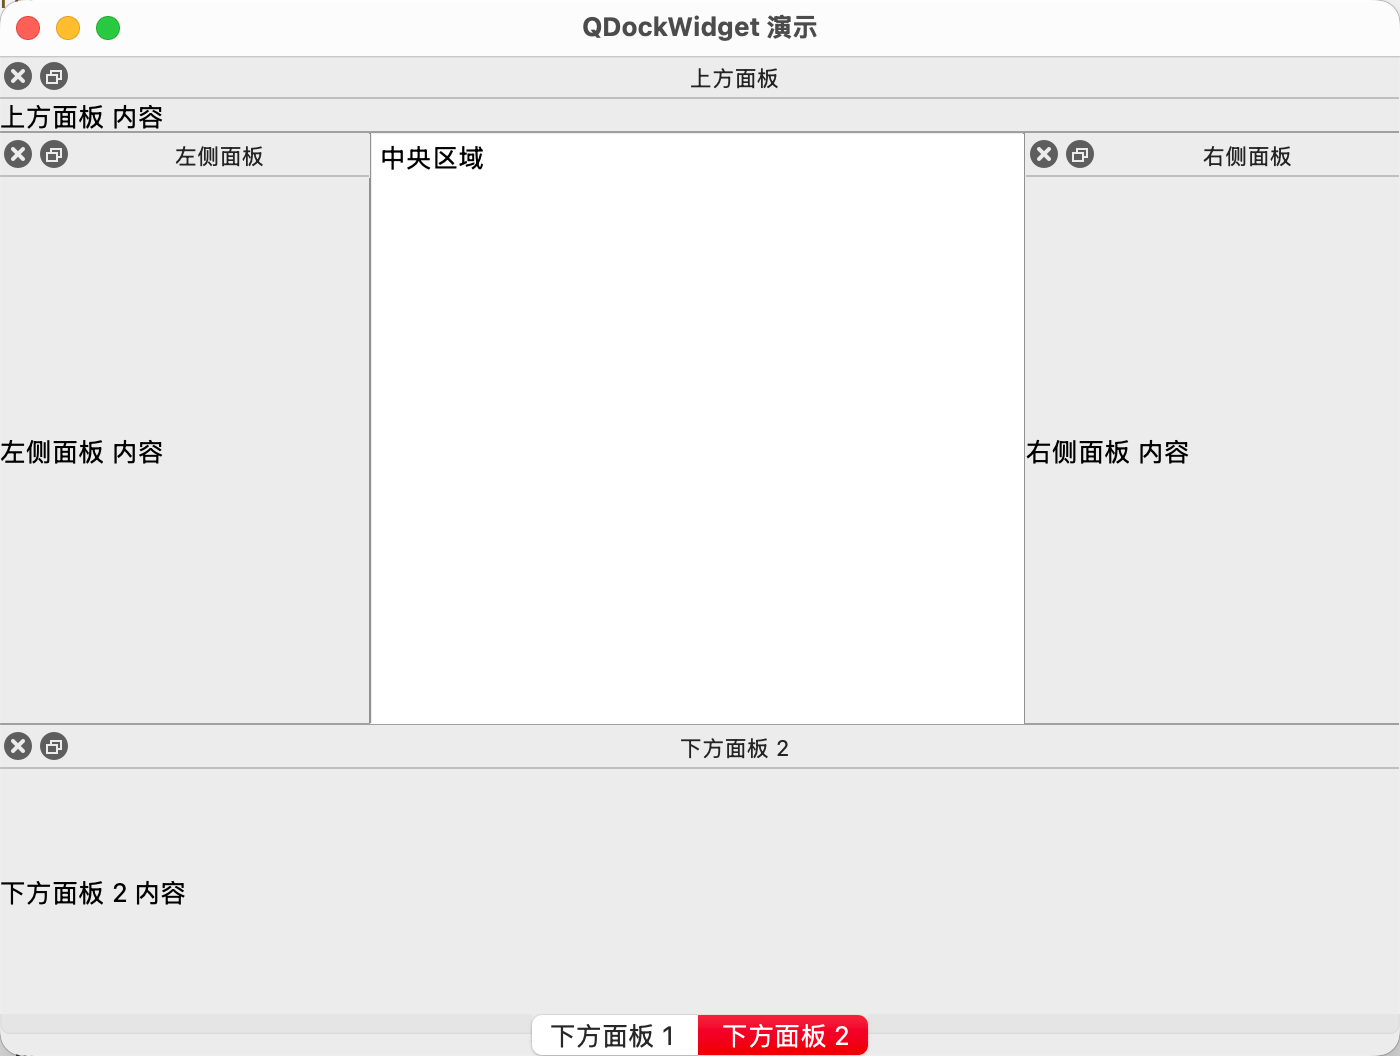 QDockWidget 演示
上方面板
上方面板 内容
左侧面板
中央区域
右侧面板
左侧面板 内容
右侧面板 内容
下方面板 2
下方面板 2 内容
下方面板 1
下方面板 2